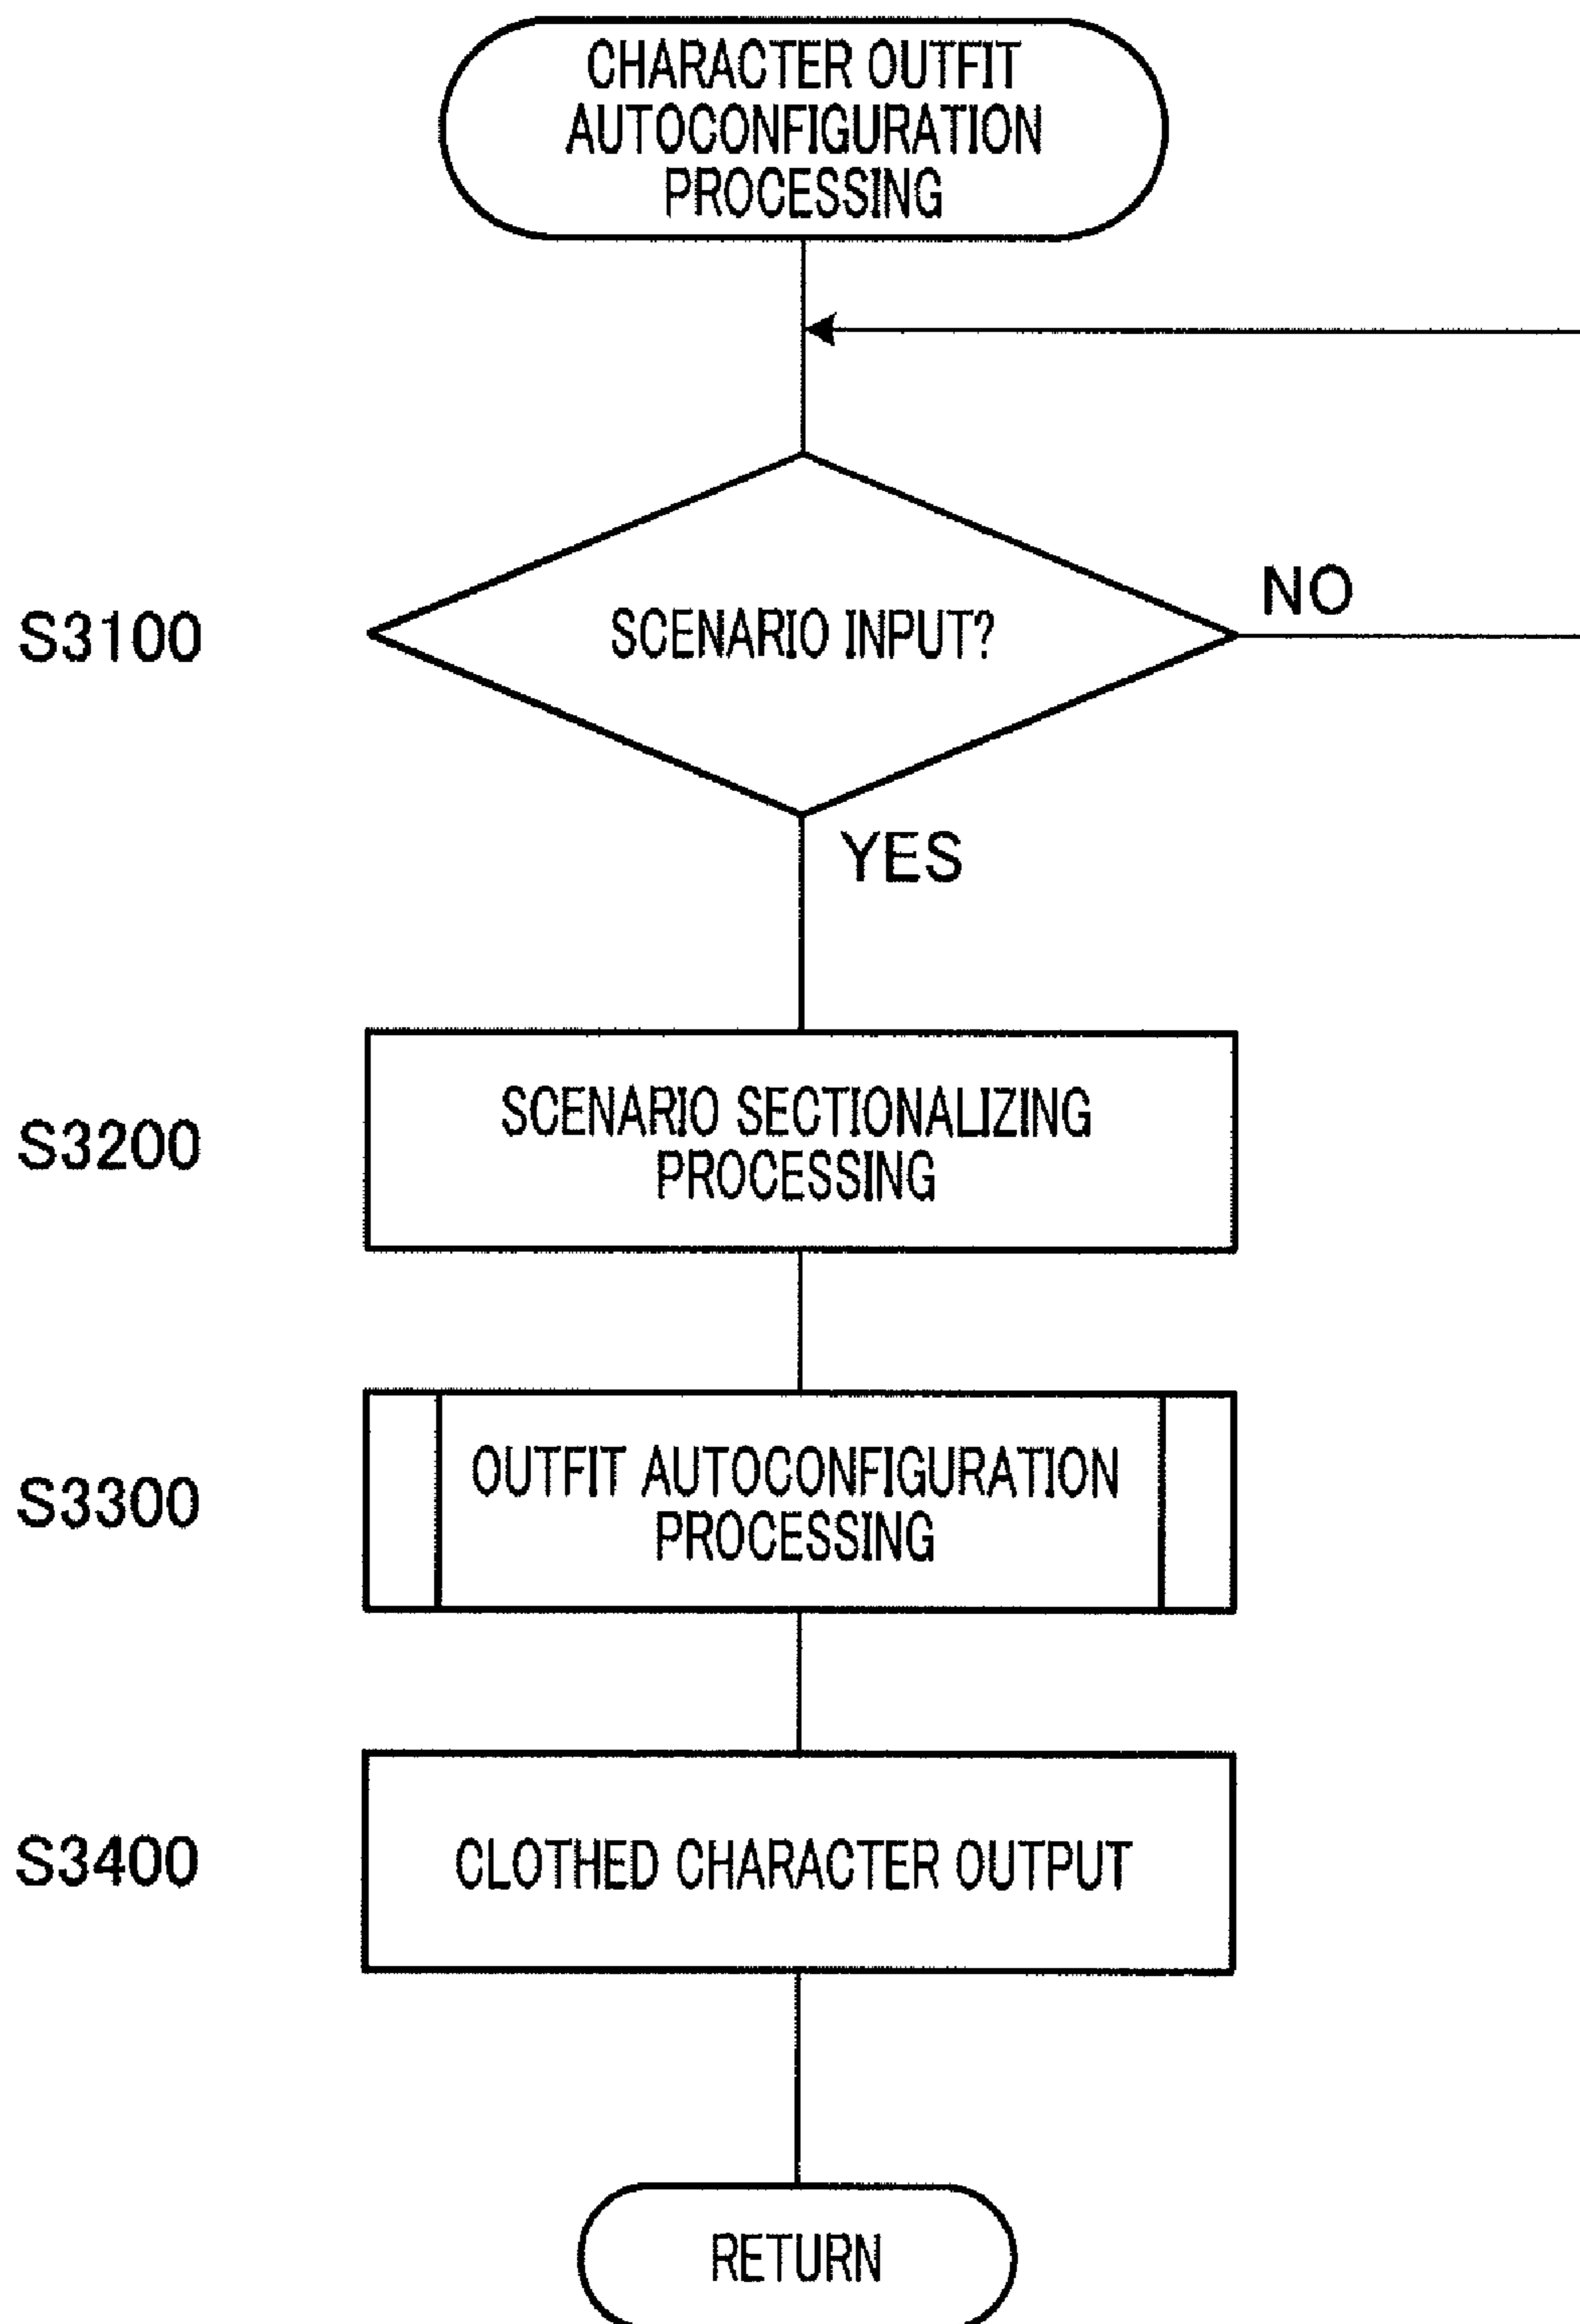 CHARACTER OUTFIT
AUTOCONFIGURATION
PROCESSING
S3100
SCENARIO INPUT?
NO
YES
S3200
SCENARIO SECTIONALIZING
PROCESSING
S3300
OUTFIT AUTOCONFIGURATION
PROCESSING
S3400
CLOTHED CHARACTER OUTPUT
RETURN